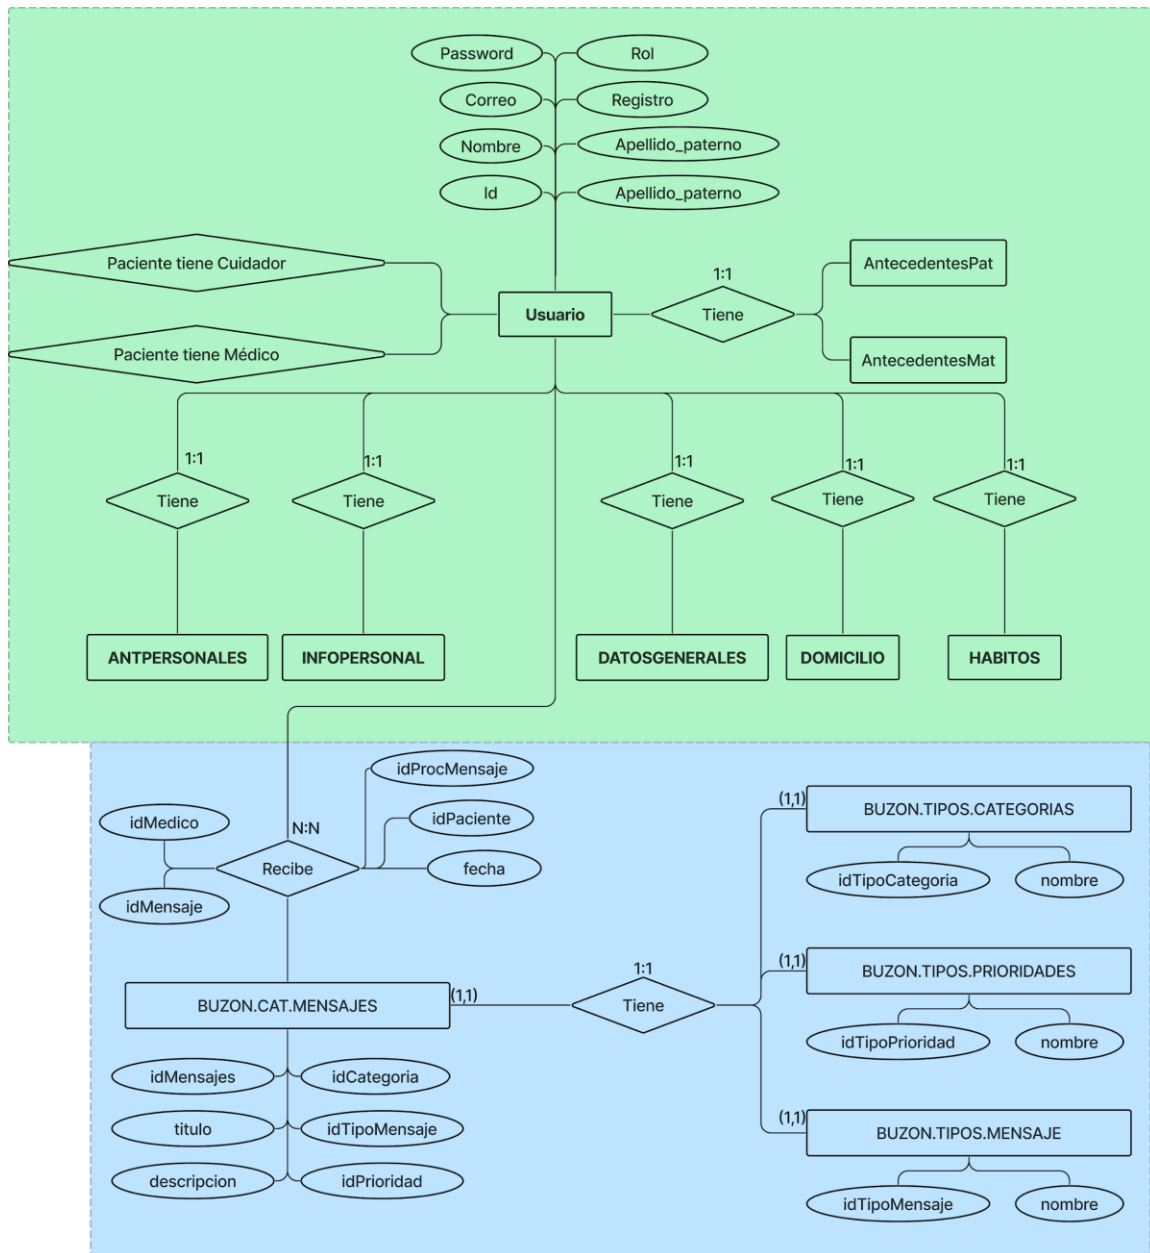 Password
Rol
Correo
Registro
Nombre
Apellido_paterno
Id
Apellido_paterno
Paciente tiene Cuidador
Paciente tiene Médico
Usuario
1:1
Tiene
AntecedentesPat
AntecedentesMat
1:1
Tiene
1:1
Tiene
1:1
Tiene
1:1
Tiene
1:1
Tiene
ANTPERSONALES
INFOPERSONAL
DATOSGENERALES
DOMICILIO
HABITOS
idProcMensaje
idMedico
idPaciente
N:N
Recibe
fecha
idMensaje
(1,1)
BUZON.TIPOS.CATEGORIAS
idTipoCategoria
nombre
(1,1)
BUZON.TIPOS.PRIORIDADES
idTipoPrioridad
nombre
BUZON.CAT.MENSAJES
(1,1)
1:1
Tiene
idMensajes
idCategoria
titulo
idTipoMensaje
descripcion
idPrioridad
(1,1)
BUZON.TIPOS.MENSAJE
idTipoMensaje
nombre